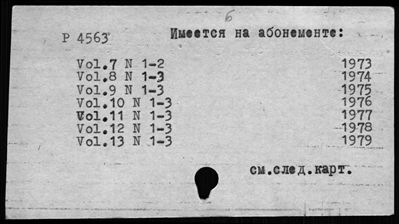 6
P 4563 Имеется на абонементе:
Vol.7 N 1-2 1973
Vol.8 N 1-3 1974
Vol.9 N 1-3 1975
Vol.10 N 1-3 1976
Vol.11 N 1-3 1977
Vol.12 N 1-3 1978
Vol.13 N 1-3 1979
см.след.карт.